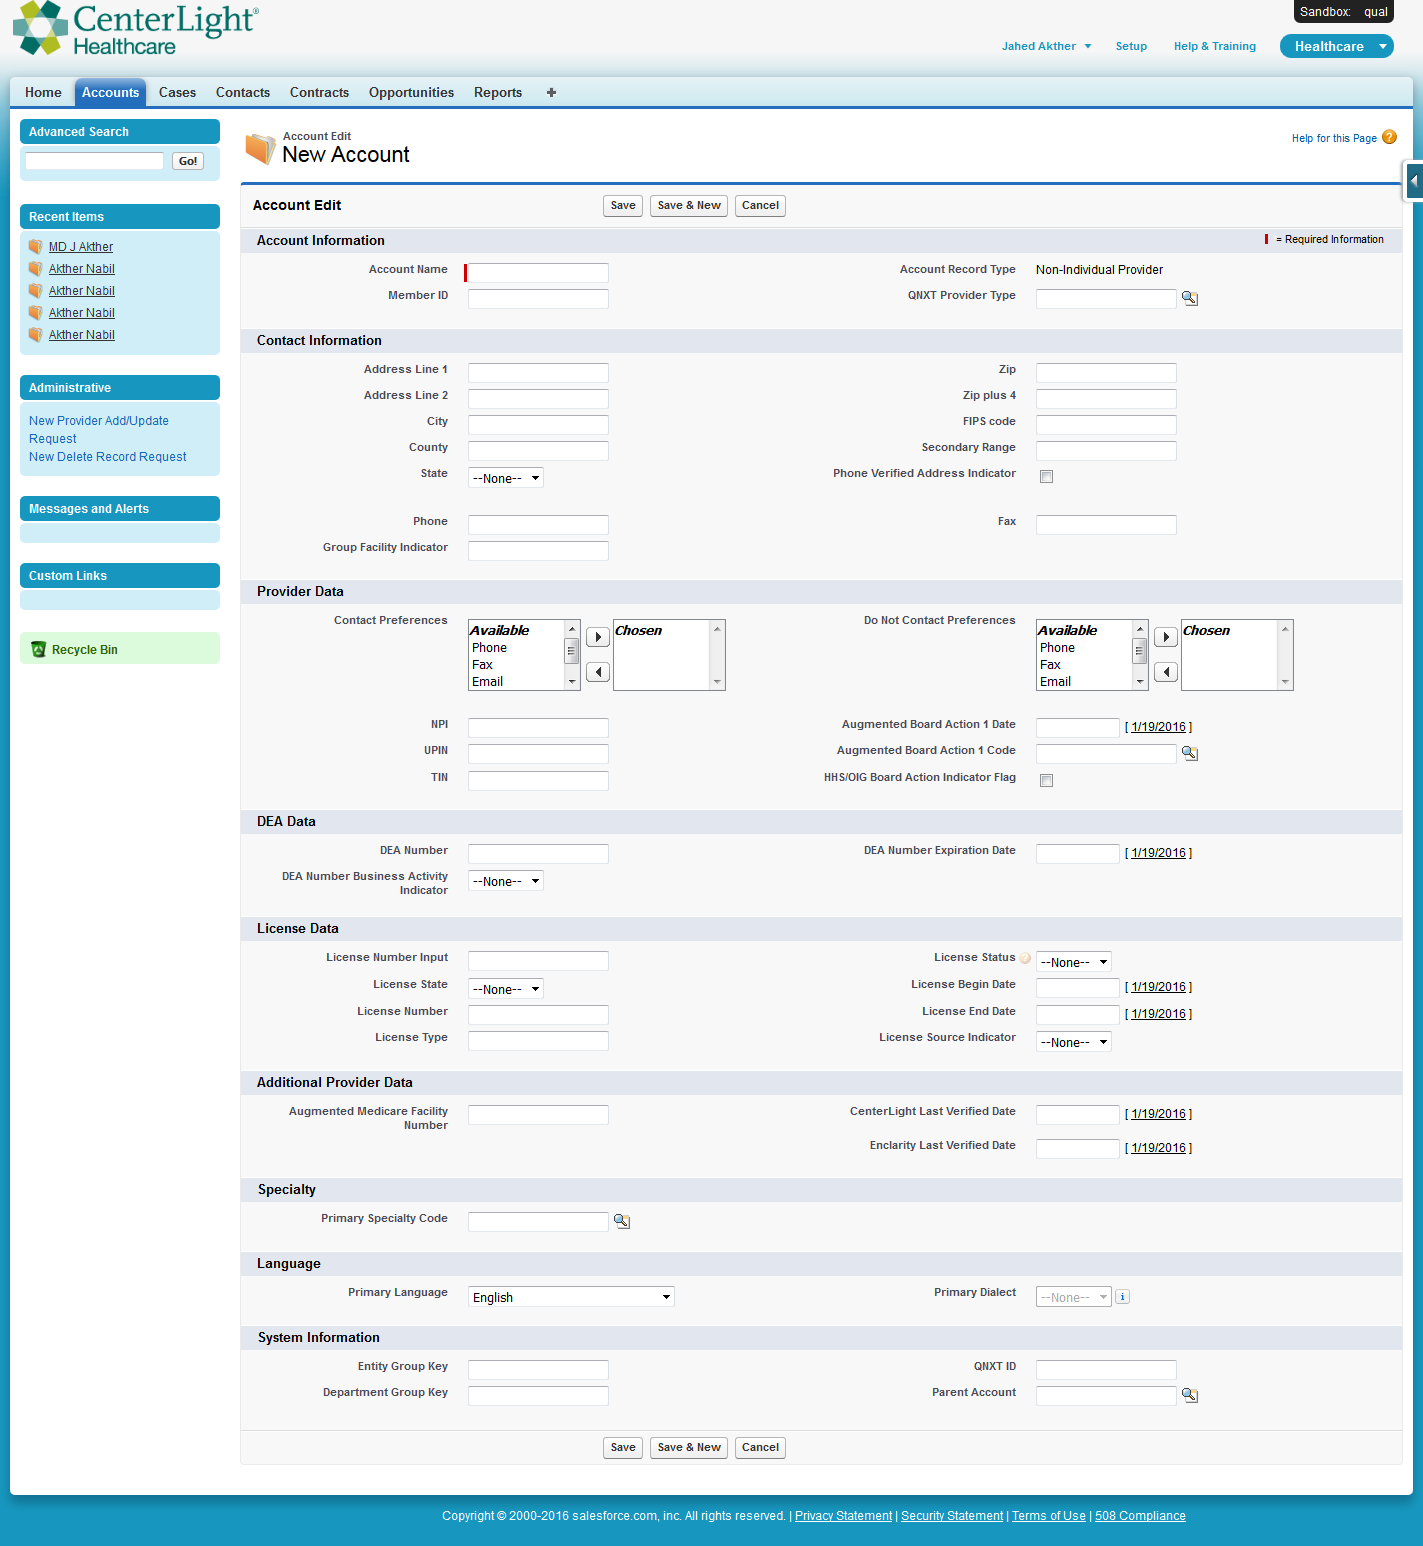 CenterLight®
Healthcare
Sandbox: qual
Jahed Akther Setup Help & Training Healthcare
Home Accounts Cases Contacts Contracts Opportunities Reports +
Advanced Search
Go!
Recent Items
MD J Akther
Akther Nabil
Akther Nabil
Akther Nabil
Akther Nabil
Administrative
New Provider Add/Update
Request
New Delete Record Request
Messages and Alerts
Custom Links
Recycle Bin
Account Edit
New Account
Help for this Page ?
Account Edit Save Save & New Cancel
Account Information = Required Information
Account Name Account Record Type Non-Individual Provider
Member ID QNXT Provider Type
Contact Information
Address Line 1 Zip
Address Line 2 Zip plus 4
City FIPS code
County Secondary Range
State --None-- Phone Verified Address Indicator
Phone Fax
Group Facility Indicator
Provider Data
Contact Preferences Available Chosen Do Not Contact Preferences Available Chosen
Phone Phone
Fax Fax
Email Email
NPI Augmented Board Action 1 Date [ 1/19/2016 ]
UPIN Augmented Board Action 1 Code
TIN HHS/OIG Board Action Indicator Flag
DEA Data
DEA Number DEA Number Expiration Date [ 1/19/2016 ]
DEA Number Business Activity --None--
Indicator
License Data
License Number Input License Status ? --None--
License State --None-- License Begin Date [ 1/19/2016 ]
License Number License End Date [ 1/19/2016 ]
License Type License Source Indicator --None--
Additional Provider Data
Augmented Medicare Facility CenterLight Last Verified Date [ 1/19/2016 ]
Number
Enclarity Last Verified Date [ 1/19/2016 ]
Specialty
Primary Specialty Code
Language
Primary Language English Primary Dialect --None-- i
System Information
Entity Group Key QNXT ID
Department Group Key Parent Account
Save Save & New Cancel
Copyright © 2000-2016 salesforce.com, inc. All rights reserved. | Privacy Statement | Security Statement | Terms of Use | 508 Compliance